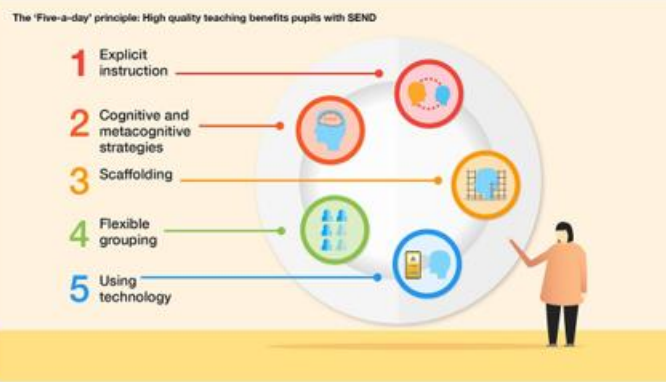 The 'Five-a-day' principle: High quality teaching benefits pupils with SEND
1 Explicit
instruction
2 Cognitive and
metacognitive
strategies
3 Scaffolding
4 Flexible
grouping
5 Using
technology